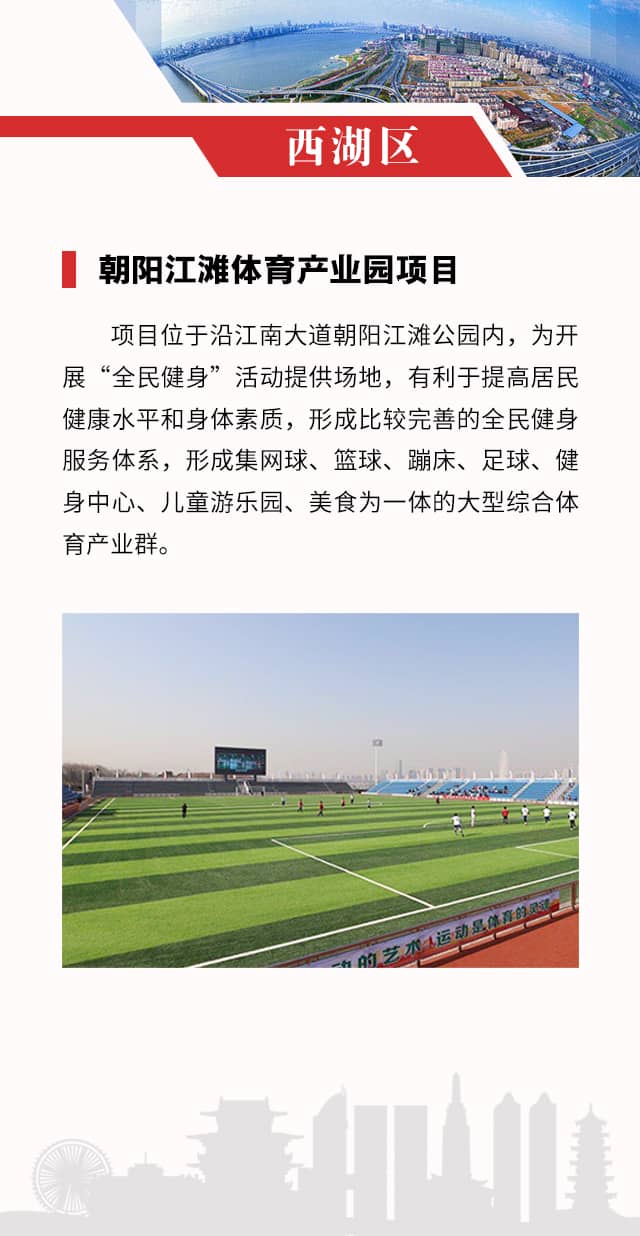 西湖区
朝阳江滩体育产业园项目
项目位于沿江南大道朝阳江滩公园内，为开
展“全民健身”活动提供场地，有利于提高居民
健康水平和身体素质，形成比较完善的全民健身
服务体系，形成集网球、篮球、蹦床、足球、健
身中心、儿童游乐园、美食为一体的大型综合体
育产业群。
动的艺术 运动是体育的灵魂